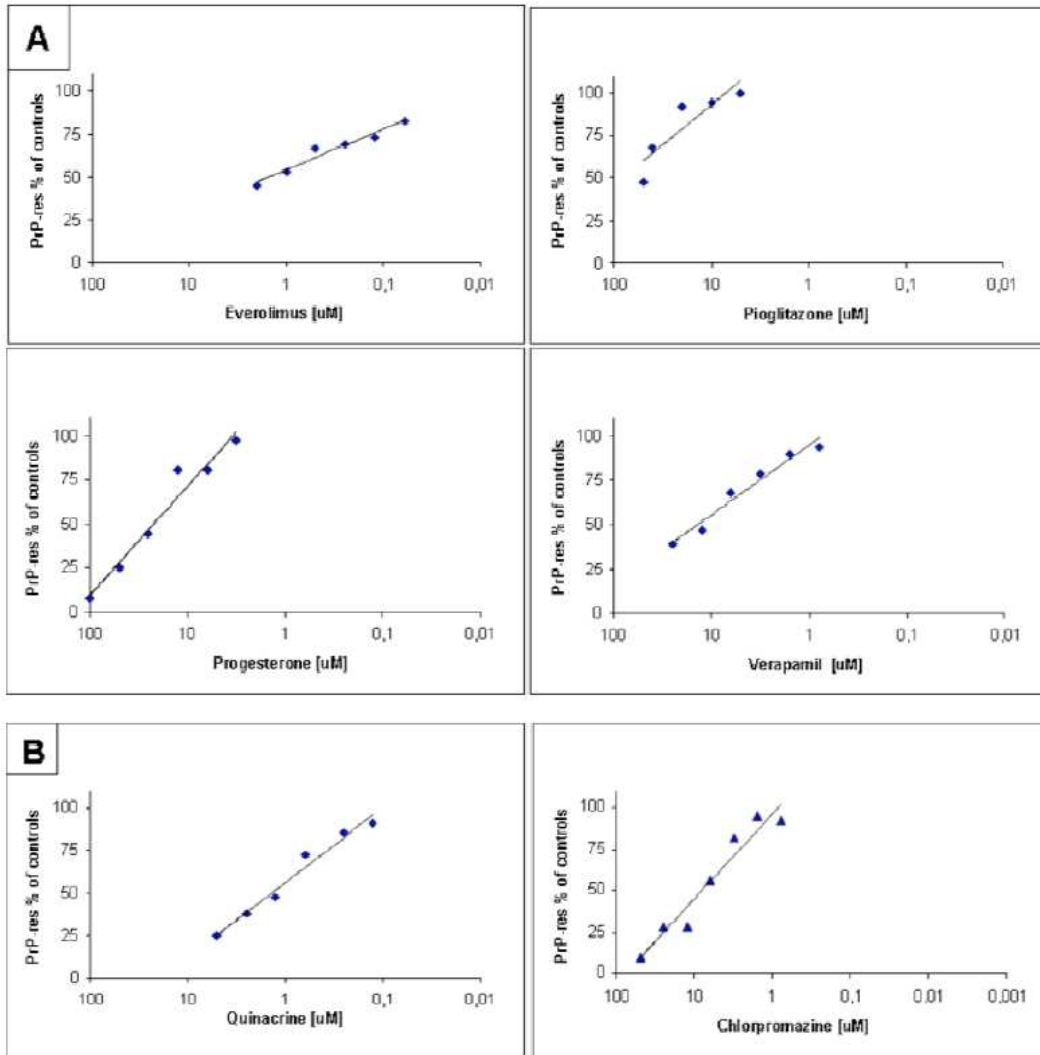 A
PrP-res % of controls
100
75
50
25
0
100 10 1 0,1 0,01
Everolimus [uM]
PrP-res % of controls
100
75
50
25
0
100 10 1 0,1 0,01
Pioglitazone [uM]
PrP-res % of controls
100
75
50
25
0
100 10 1 0,1 0,01
Progesterone [uM]
PrP-res % of controls
100
75
50
25
0
100 10 1 0,1 0,01
Verapamil [uM]
B
PrP-res % of controls
100
75
50
25
0
100 10 1 0,1 0,01
Quinacrine [uM]
PrP-res % of controls
100
75
50
25
0
100 10 1 0,1 0,01 0,001
Chlorpromazine [uM]